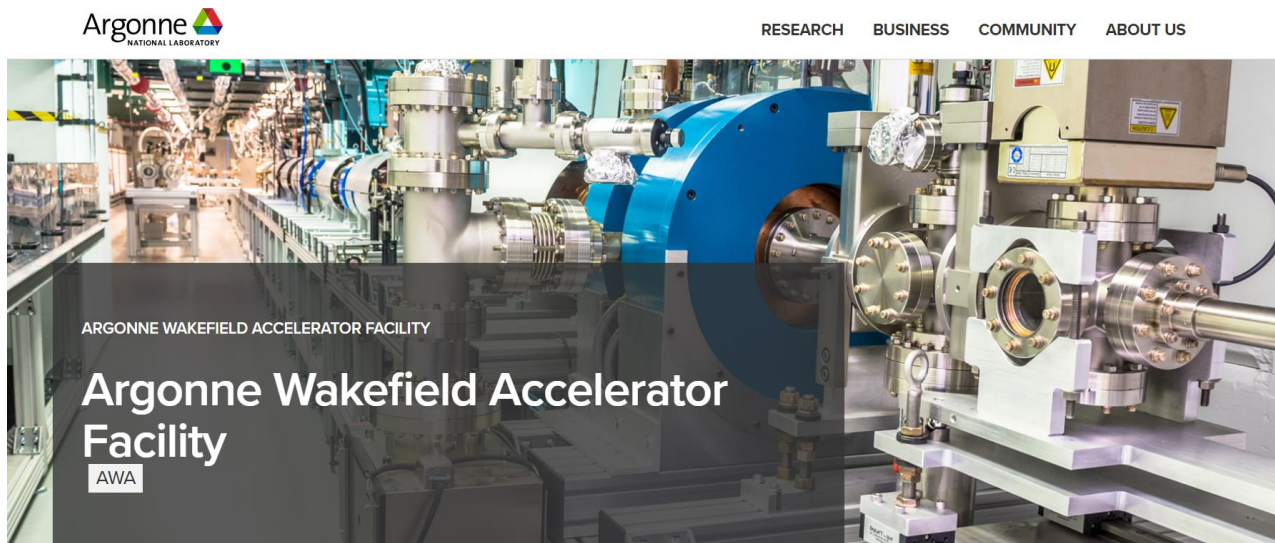 Argonne
NATIONAL LABORATORY
RESEARCH BUSINESS COMMUNITY ABOUT US
ARGONNE WAKEFIELD ACCELERATOR FACILITY
Argonne Wakefield Accelerator
Facility
AWA